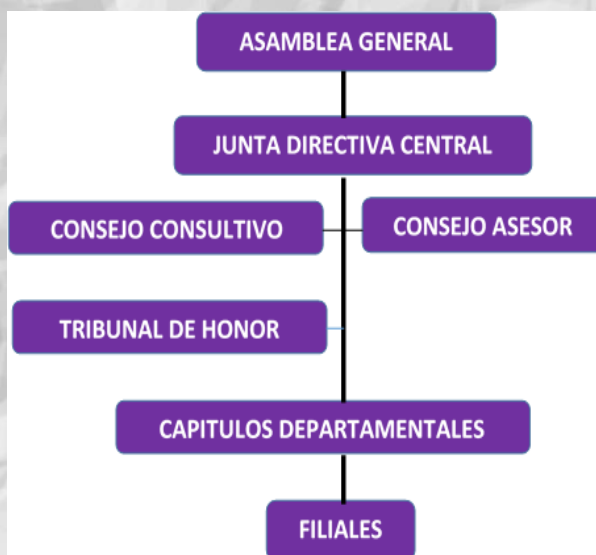 ASAMBLEA GENERAL
JUNTA DIRECTIVA CENTRAL
CONSEJO CONSULTIVO
CONSEJO ASESOR
TRIBUNAL DE HONOR
CAPITULOS DEPARTAMENTALES
FILIALES